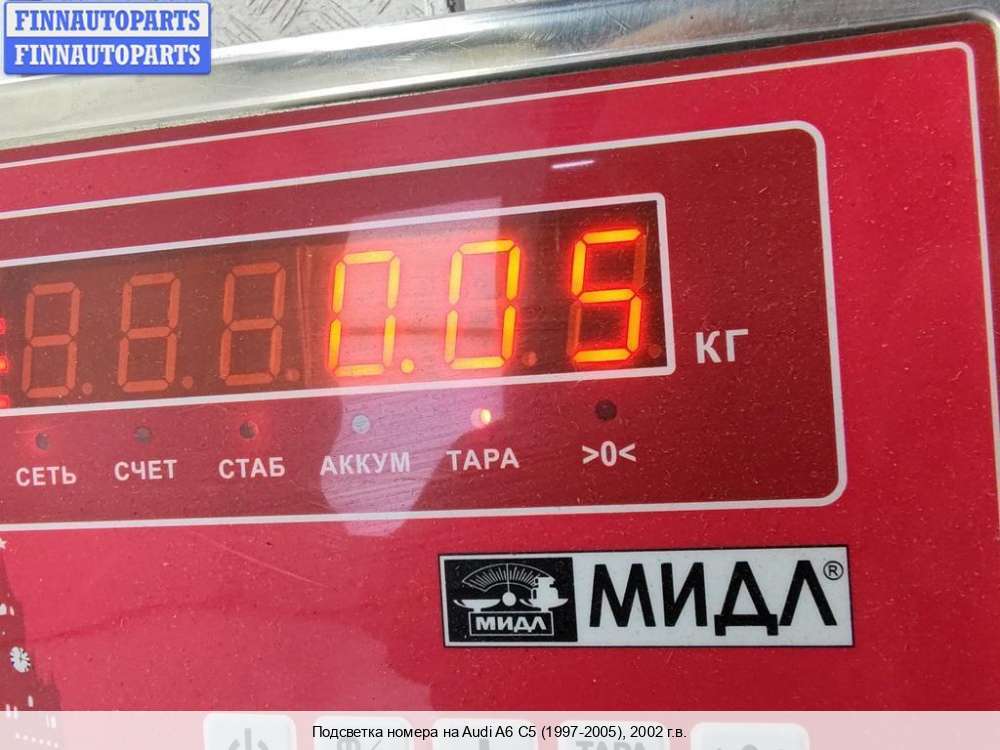 FINNAUTOPARTS
FINNAUTOPARTS
0.05
КГ
СЕТЬ СЧЕТ СТАБ АККУМ ТАРА >0<
МИДЛ МИДЛ®
ТАРА
Подсветка номера на Audi A6 C5 (1997-2005), 2002 г.в.